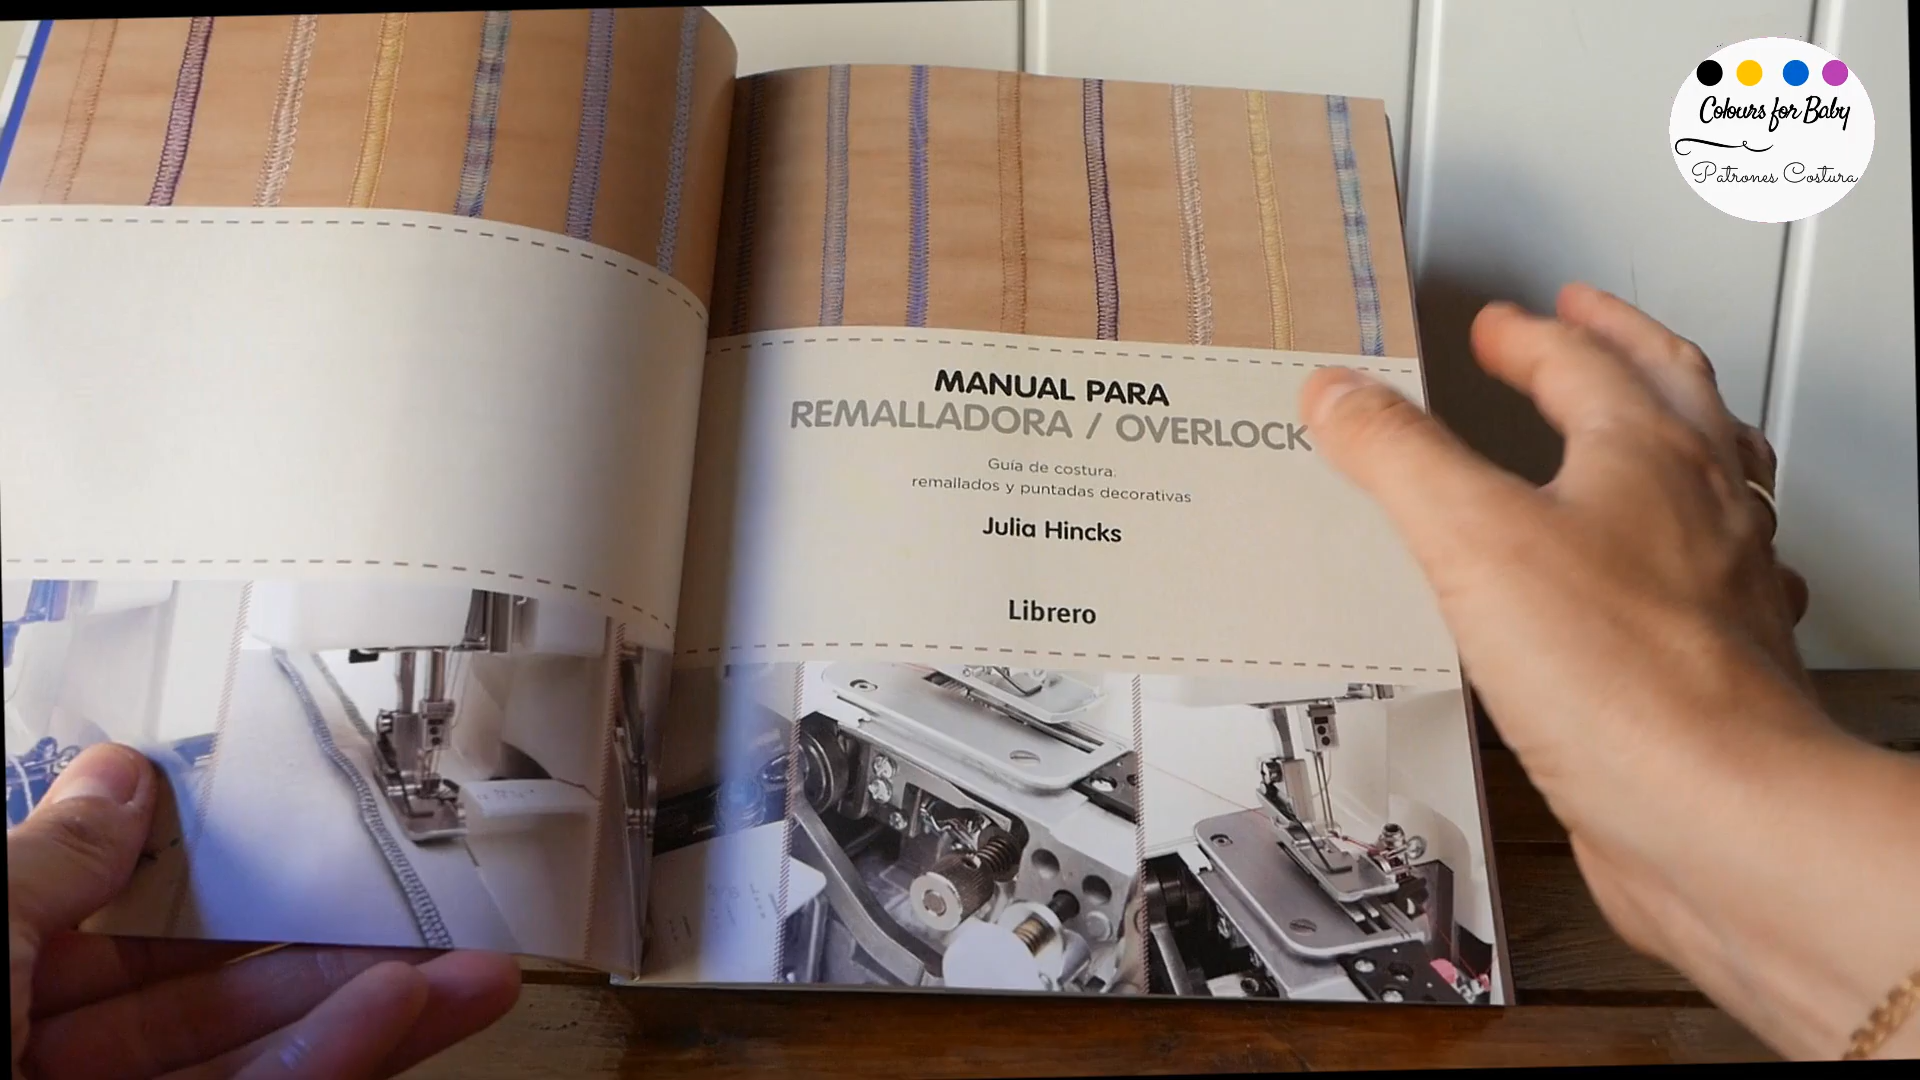 Colours for Baby
Patrones Costura
MANUAL PARA
REMALLADORA / OVERLOCK
Guía de costura.
remallados y puntadas decorativas
Julia Hincks
Librero